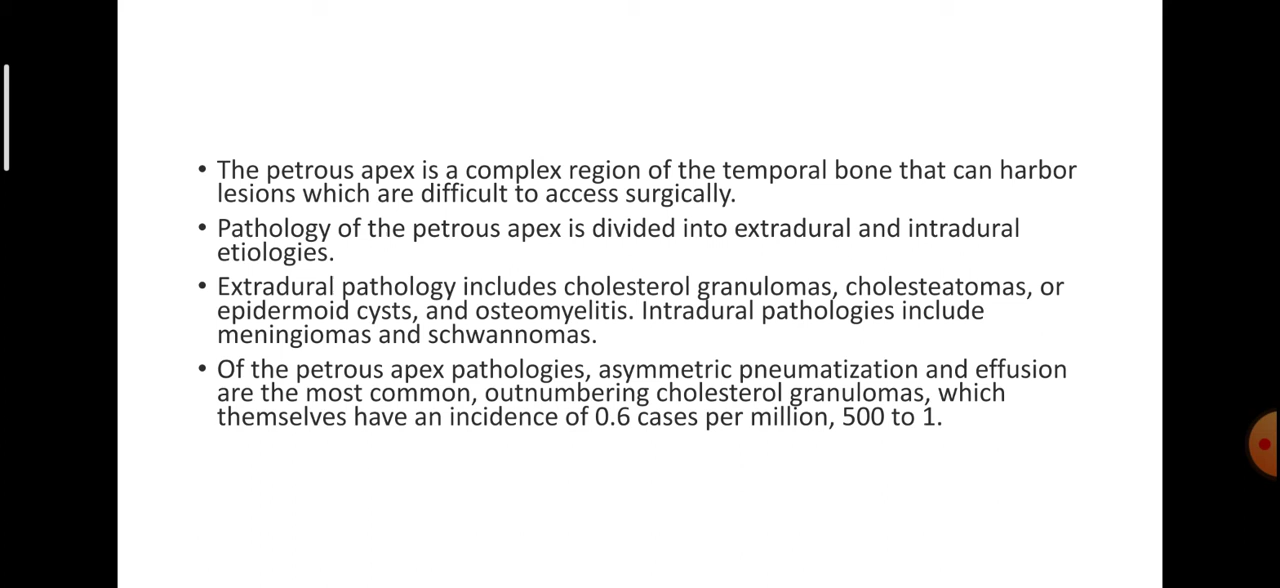 • The petrous apex is a complex region of the temporal bone that can harbor
lesions which are difficult to access surgically.
• Pathology of the petrous apex is divided into extradural and intradural
etiologies.
• Extradural pathology includes cholesterol granulomas, cholesteatomas, or
epidermoid cysts, and osteomyelitis. Intradural pathologies include
meningiomas and schwannomas.
• Of the petrous apex pathologies, asymmetric pneumatization and effusion
are the most common, outnumbering cholesterol granulomas, which
themselves have an incidence of 0.6 cases per million, 500 to 1.